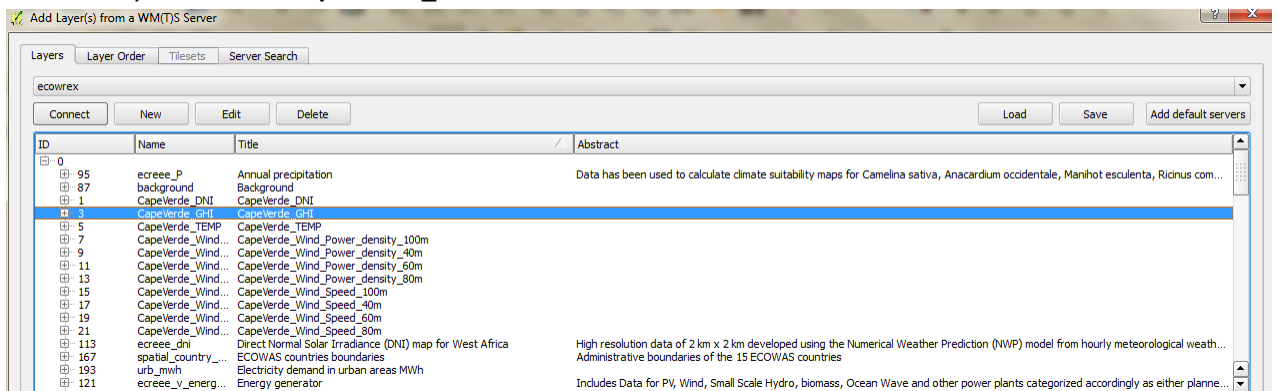 Add Layer(s) from a WM(T)S Server
Layers Layer Order Tilesets Server Search
ecowrex
Connect New Edit Delete Load Save Add default servers
ID Name Title Abstract
0
95 ecreee_P Annual precipitation Data has been used to calculate climate suitability maps for Camelina sativa, Anacardium occidentale, Manihot esculenta, Ricinus com...
87 background Background
1 CapeVerde_DNI CapeVerde_DNI
3 CapeVerde_GHI CapeVerde_GHI
5 CapeVerde_TEMP CapeVerde_TEMP
7 CapeVerde_Wind... CapeVerde_Wind_Power_density_100m
9 CapeVerde_Wind... CapeVerde_Wind_Power_density_40m
11 CapeVerde_Wind... CapeVerde_Wind_Power_density_60m
13 CapeVerde_Wind... CapeVerde_Wind_Power_density_80m
15 CapeVerde_Wind... CapeVerde_Wind_Speed_100m
17 CapeVerde_Wind... CapeVerde_Wind_Speed_40m
19 CapeVerde_Wind... CapeVerde_Wind_Speed_60m
21 CapeVerde_Wind... CapeVerde_Wind_Speed_80m
113 ecreee_dni Direct Normal Solar Irradiance (DNI) map for West Africa High resolution data of 2 km x 2 km developed using the Numerical Weather Prediction (NWP) model from hourly meteorological weath...
167 spatial_country_... ECOWAS countries boundaries Administrative boundaries of the 15 ECOWAS countries
193 urb_mwh Electricity demand in urban areas MWh
121 ecreee_v_energ... Energy generator Includes Data for PV, Wind, Small Scale Hydro, biomass, Ocean Wave and other power plants categorized accordingly as either planne...